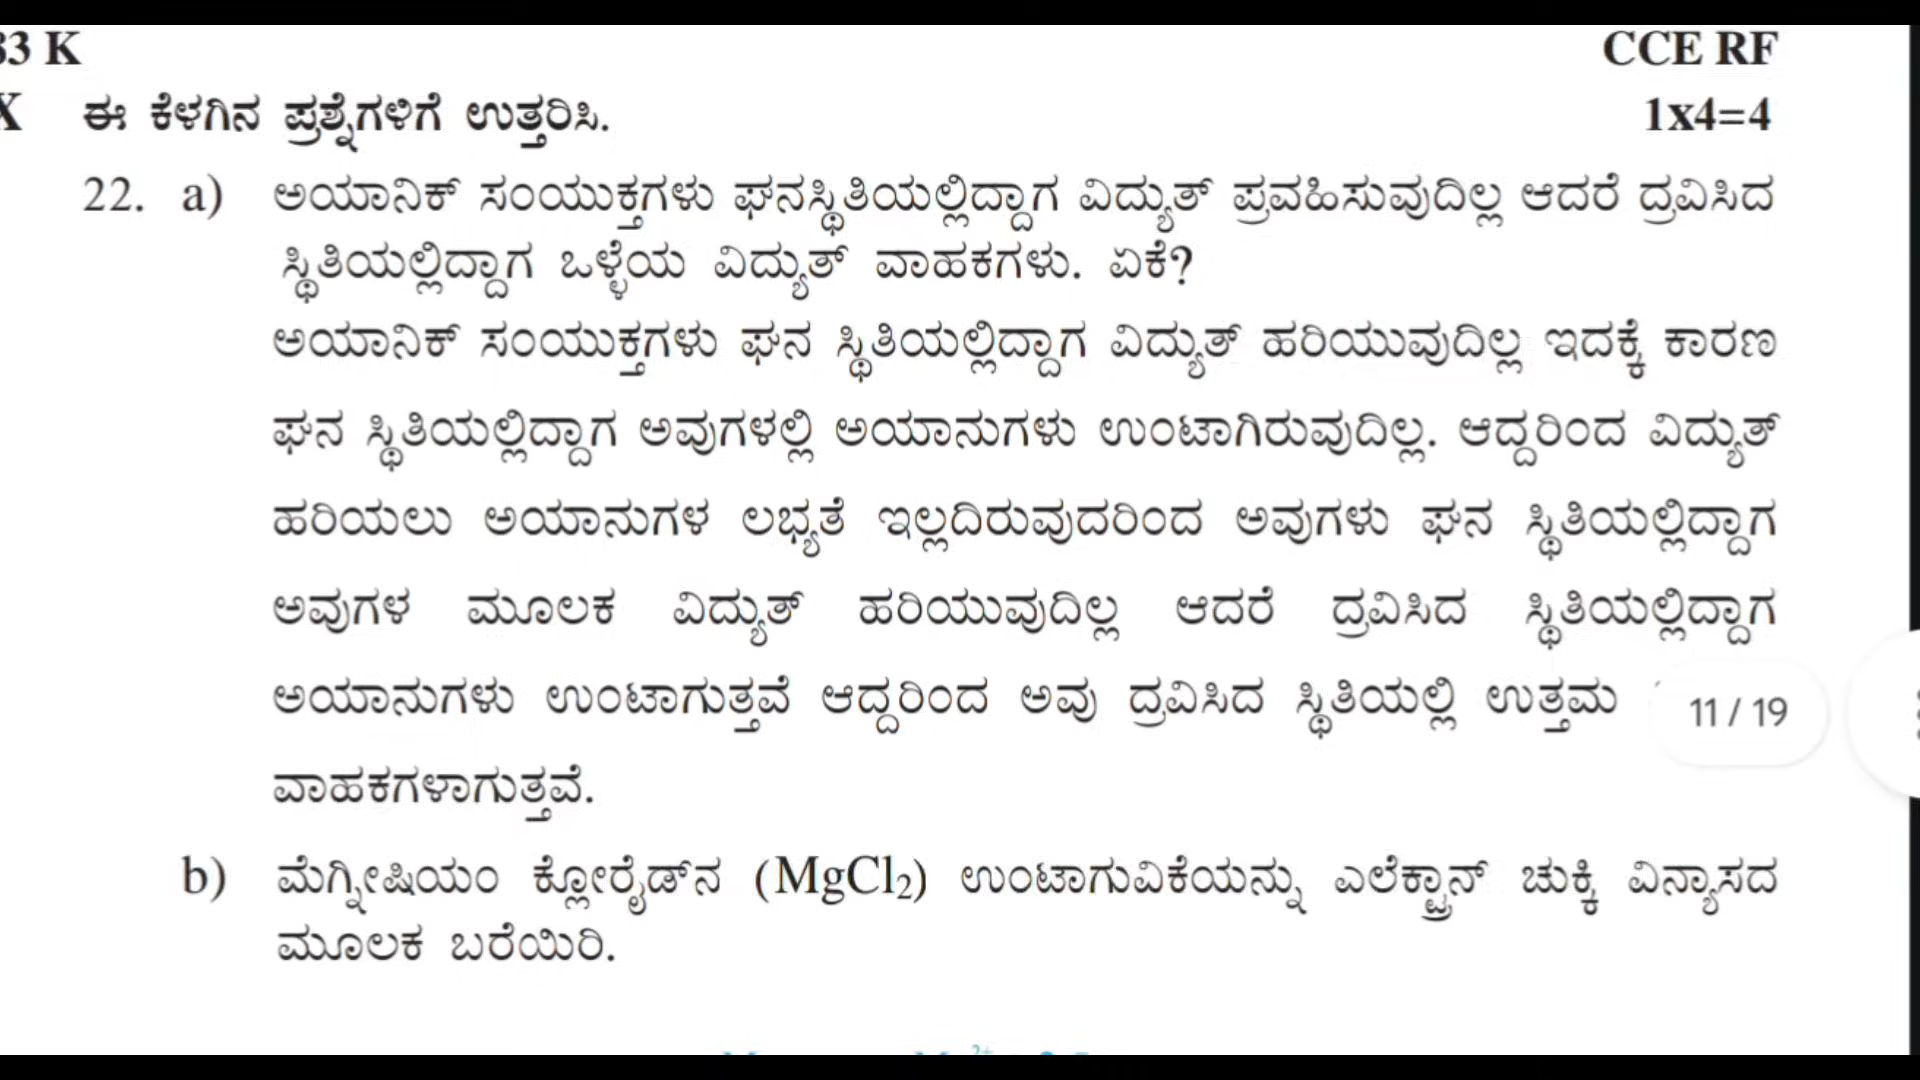 83 K CCE RF
X ಈ ಕೆಳಗಿನ ಪ್ರಶ್ನೆಗಳಿಗೆ ಉತ್ತರಿಸಿ. 1x4=4
22. a) ಅಯಾನಿಕ್ ಸಂಯುಕ್ತಗಳು ಘನಸ್ಥಿತಿಯಲ್ಲಿದ್ದಾಗ ವಿದ್ಯುತ್ ಪ್ರವಹಿಸುವುದಿಲ್ಲ ಆದರೆ ದ್ರವಿಸಿದ
ಸ್ಥಿತಿಯಲ್ಲಿದ್ದಾಗ ಒಳ್ಳೆಯ ವಿದ್ಯುತ್ ವಾಹಕಗಳು. ಏಕೆ?
ಅಯಾನಿಕ್ ಸಂಯುಕ್ತಗಳು ಘನ ಸ್ಥಿತಿಯಲ್ಲಿದ್ದಾಗ ವಿದ್ಯುತ್ ಹರಿಯುವುದಿಲ್ಲ ಇದಕ್ಕೆ ಕಾರಣ
ಘನ ಸ್ಥಿತಿಯಲ್ಲಿದ್ದಾಗ ಅವುಗಳಲ್ಲಿ ಅಯಾನುಗಳು ಉಂಟಾಗಿರುವುದಿಲ್ಲ. ಆದ್ದರಿಂದ ವಿದ್ಯುತ್
ಹರಿಯಲು ಅಯಾನುಗಳ ಲಭ್ಯತೆ ಇಲ್ಲದಿರುವುದರಿಂದ ಅವುಗಳು ಘನ ಸ್ಥಿತಿಯಲ್ಲಿದ್ದಾಗ
ಅವುಗಳ ಮೂಲಕ ವಿದ್ಯುತ್ ಹರಿಯುವುದಿಲ್ಲ ಆದರೆ ದ್ರವಿಸಿದ ಸ್ಥಿತಿಯಲ್ಲಿದ್ದಾಗ
ಅಯಾನುಗಳು ಉಂಟಾಗುತ್ತವೆ ಆದ್ದರಿಂದ ಅವು ದ್ರವಿಸಿದ ಸ್ಥಿತಿಯಲ್ಲಿ ಉತ್ತಮ 11 / 19
ವಾಹಕಗಳಾಗುತ್ತವೆ.
b) ಮೆಗ್ನೀಷಿಯಂ ಕ್ಲೋರೈಡ್‌ನ (MgCl₂) ಉಂಟಾಗುವಿಕೆಯನ್ನು ಎಲೆಕ್ಟ್ರಾನ್ ಚುಕ್ಕಿ ವಿನ್ಯಾಸದ
ಮೂಲಕ ಬರೆಯಿರಿ.